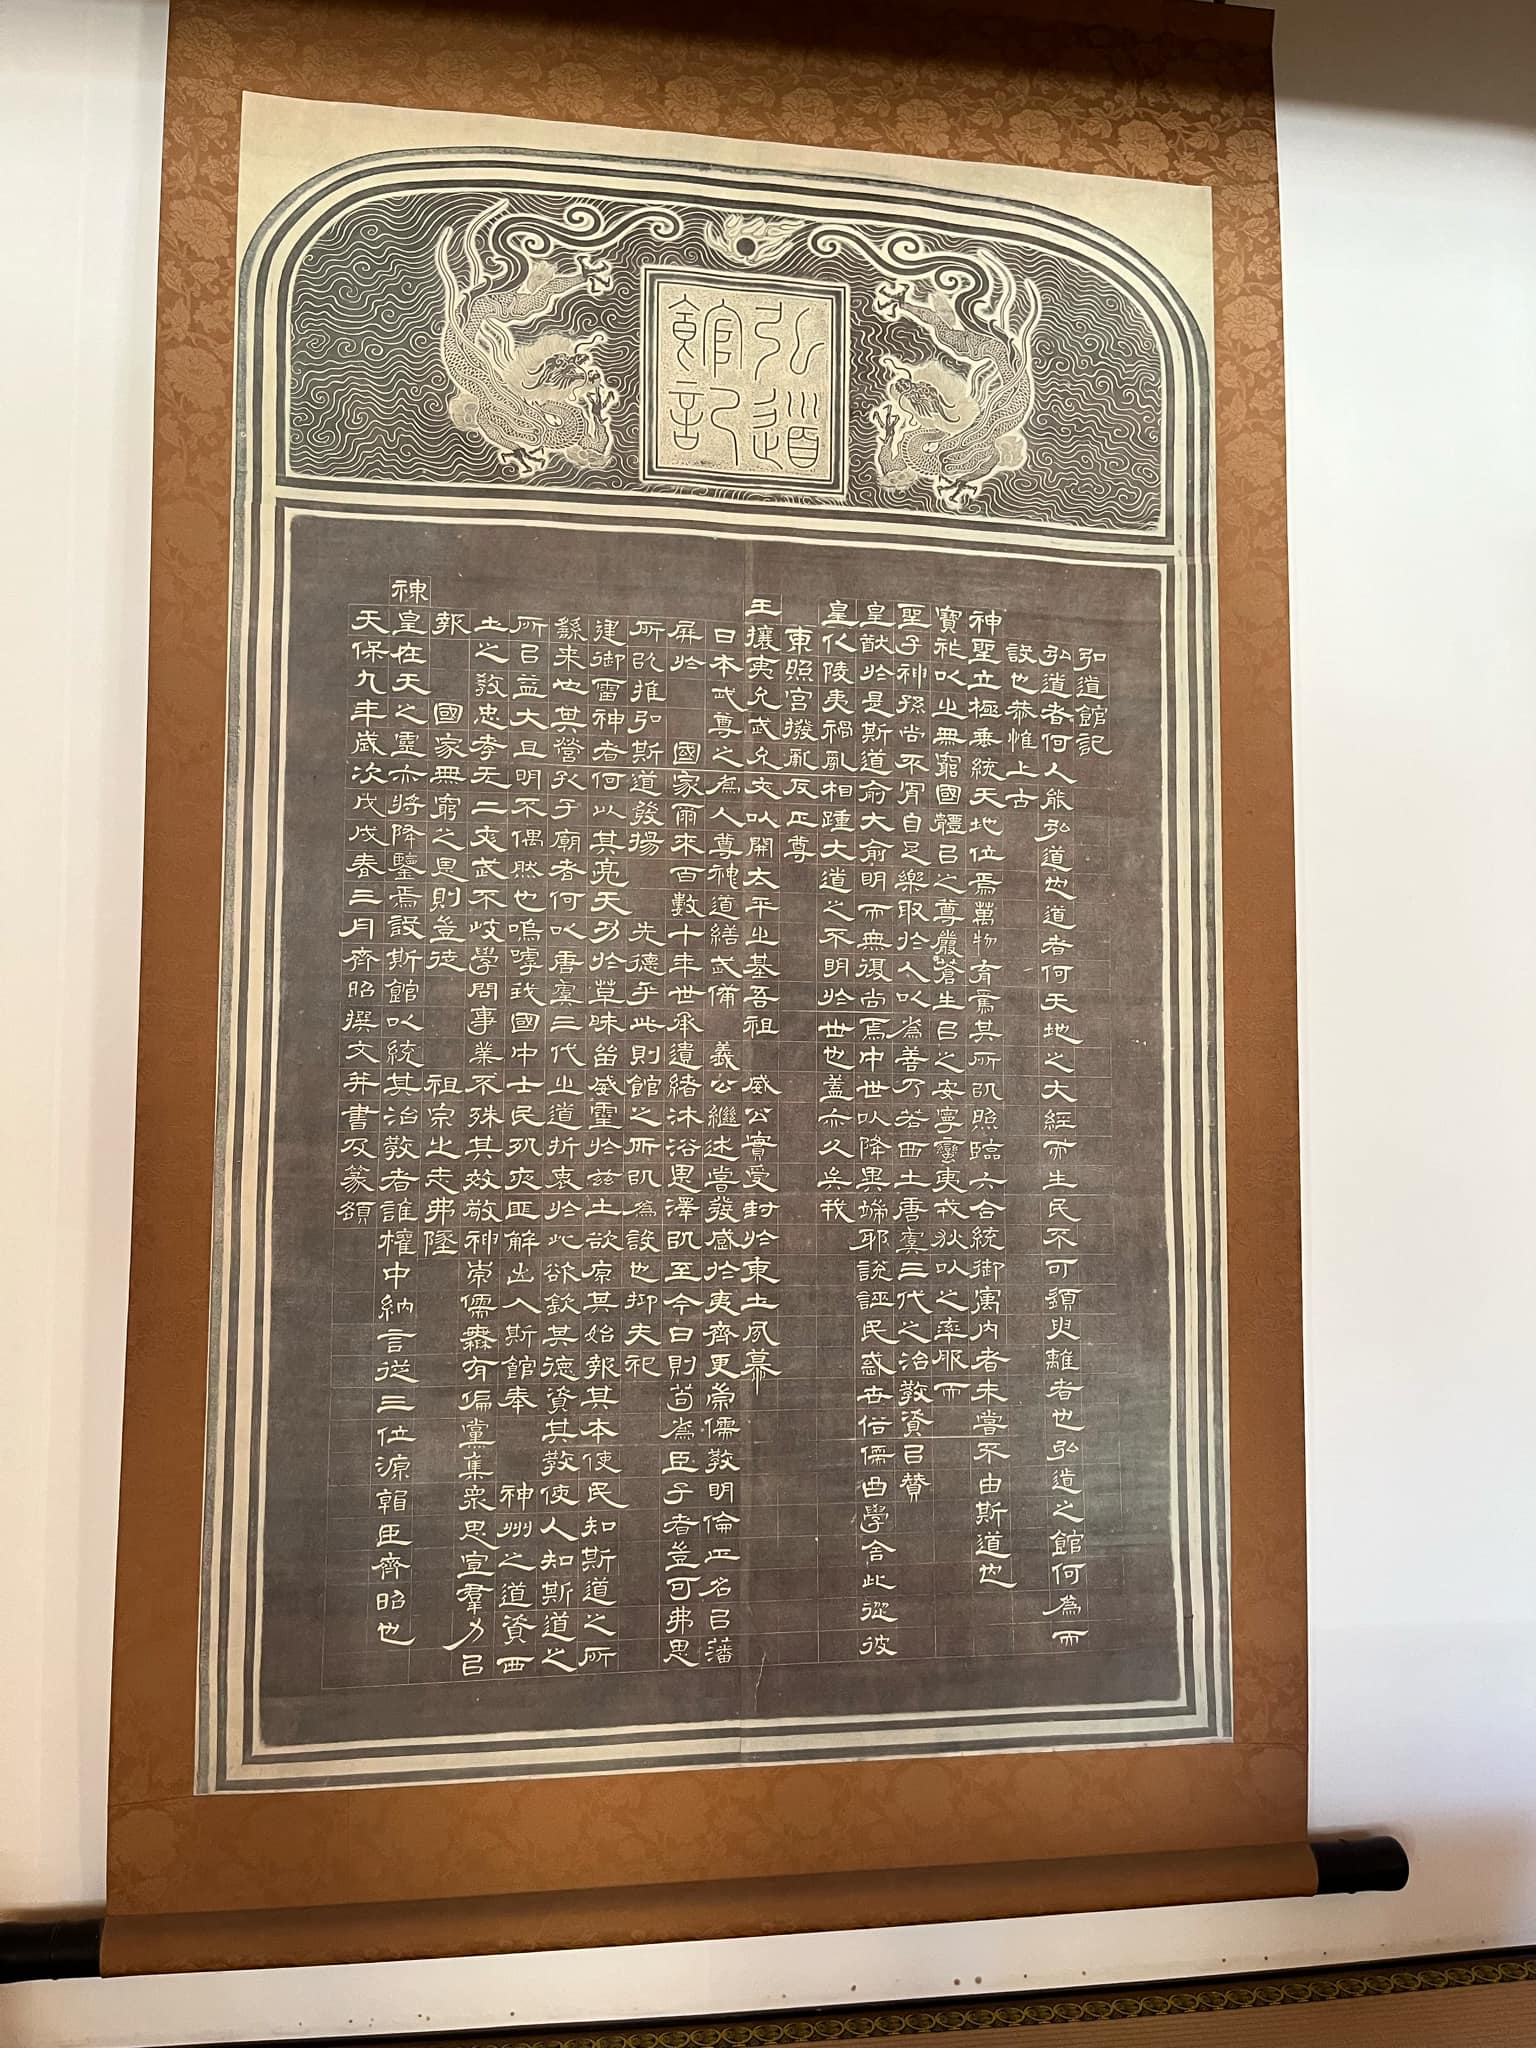 弘道館記
弘道館記
弘道者何人能弘道也道者何天地之大經而生民不可須臾離者也弘道之館何為而
設也恭惟上古
神聖立極垂統天地位焉萬物育焉其所以照臨六合統御寓內者未嘗不由斯道也
寶祚以之無窮國體以之尊嚴蒼生以之安寧蠻夷戎狄以之率服而
聖子神孫尚不肯自足樂取於人以為善乃若西土唐虞三代之治敎資以賛
皇猷於是斯道俞大俞明而無復尚焉中世以降異端邪說誣民惑世俗儒曲學舍此從彼
皇化陵夷禍亂相踵大道之不明於世也蓋亦久矣我
東照宮撥亂反正尊
王攘夷允武允文以開太平之基吾祖　威公實受封於東土夙慕
日本武尊之為人尊神道繕武備　義公繼述嘗發感於夷齊更崇儒敎明倫正名以藩
屏於　國家爾來百數十年世承遺緒沐浴恩澤以至今日則苟為臣子者豈可弗思
所以推弘斯道發揚　先德乎此則館之所以為設也抑夫祀
建御雷神者何以其亮天功於草昧留威靈於茲土欲原其始報其本使民知斯道之所
繇來也其營孔子廟者何以唐虞三代之道折衷於此欲欽其德資其敎使人知斯道之
所以益大且明不偶然也嗚嘑我國中士民夙夜匪解出入斯館奉　神州之道資西
土之敎忠孝无二文武不岐學問事業不殊其效敬神崇儒無有偏黨集衆思宣羣力以
報　國家無窮之恩則豈徒　祖宗之志弗墜
神皇在天之靈亦將降鑒焉設斯館以統其治敎者誰權中納言從三位源朝臣齊昭也
天保九年歲次戊戌春三月齊昭撰文并書及篆額